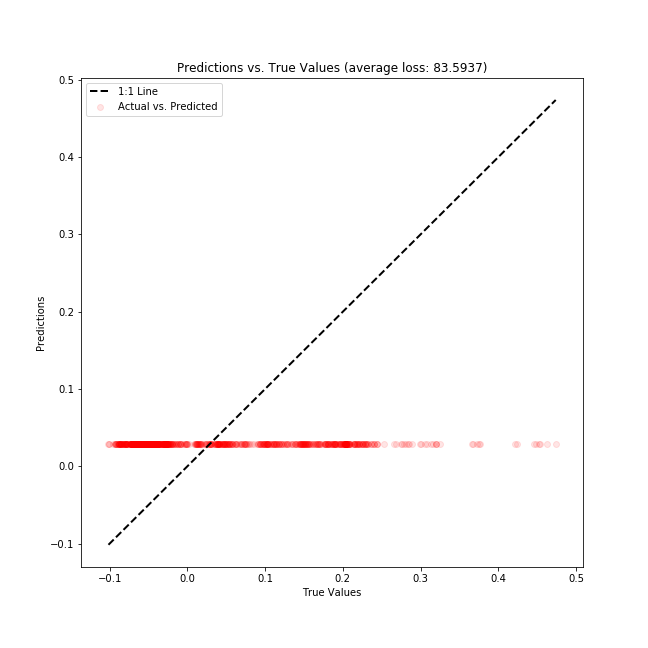 Predictions vs. True Values (average loss: 83.5937)
0.5
1:1 Line
Actual vs. Predicted
0.4
0.3
0.2
0.1
0.0
−0.1
Predictions
−0.1 0.0 0.1 0.2 0.3 0.4 0.5
True Values